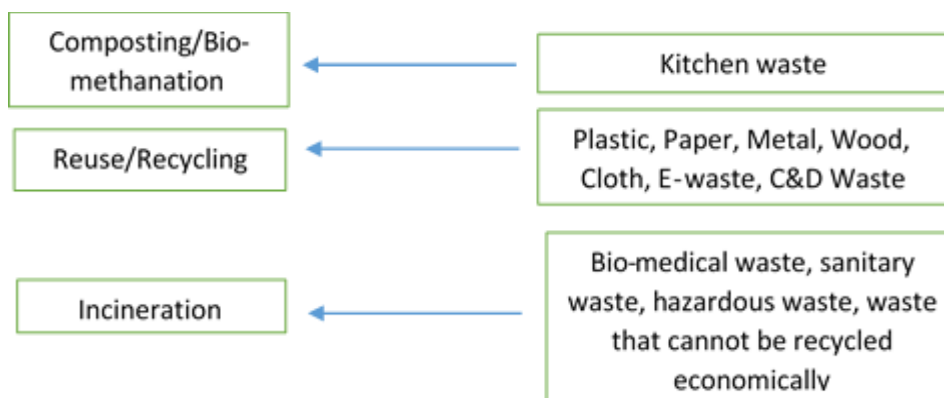 Composting/Bio-
methanation
Kitchen waste
Reuse/Recycling
Plastic, Paper, Metal, Wood,
Cloth, E-waste, C&D Waste
Incineration
Bio-medical waste, sanitary
waste, hazardous waste, waste
that cannot be recycled
economically